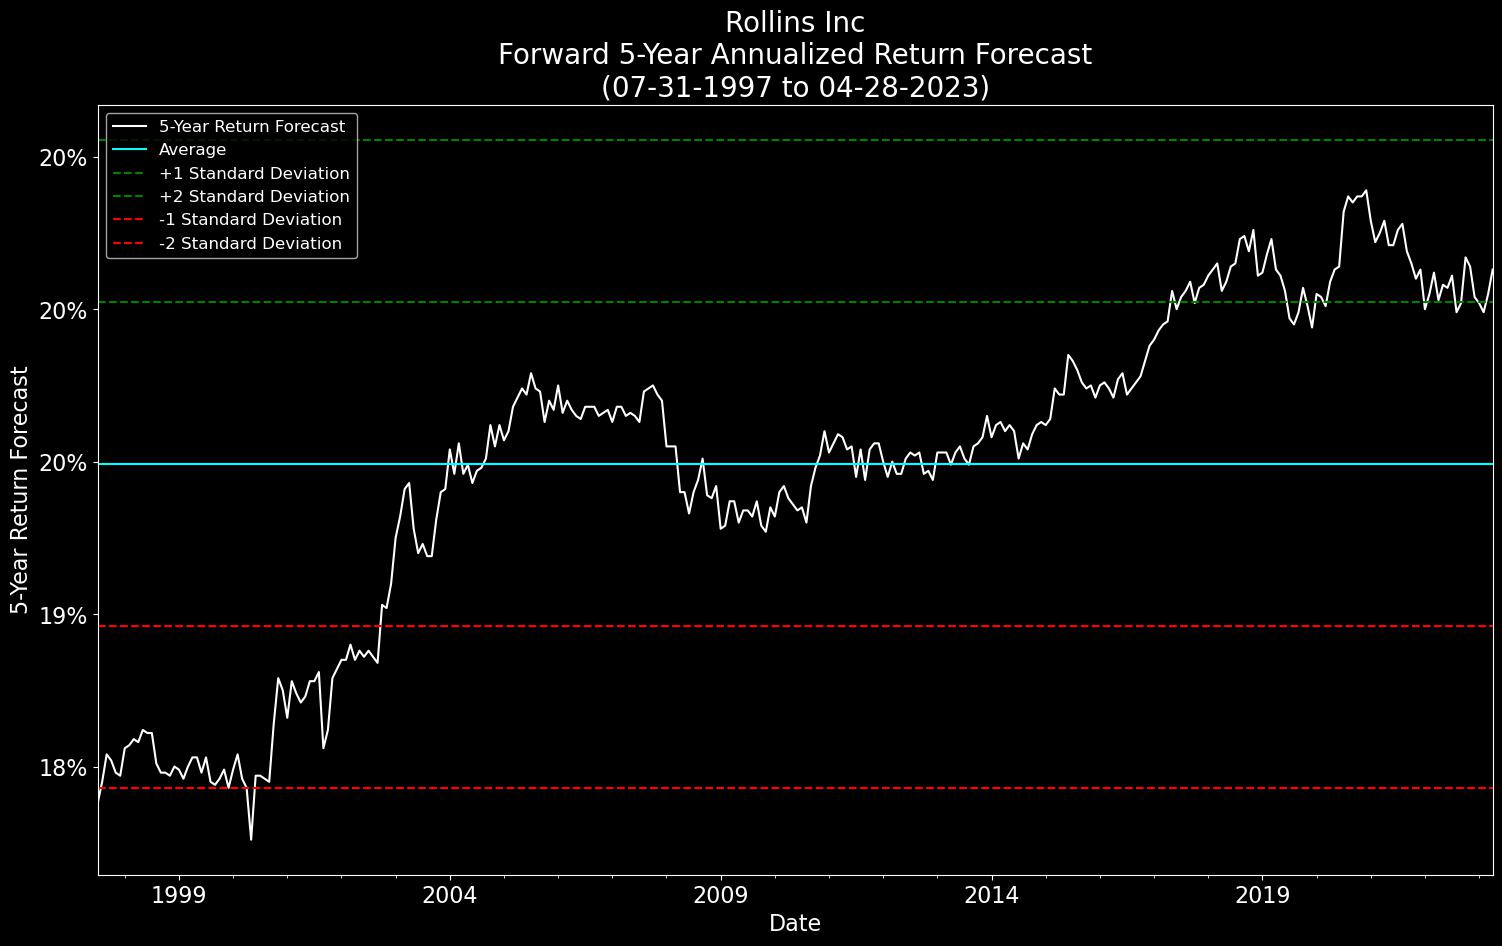 Rollins Inc
Forward 5-Year Annualized Return Forecast
(07-31-1997 to 04-28-2023)
5-Year Return Forecast
Average
+1 Standard Deviation
+2 Standard Deviation
-1 Standard Deviation
-2 Standard Deviation
20%
20%
20%
19%
18%
5-Year Return Forecast
1999
2004
2009
2014
2019
Date